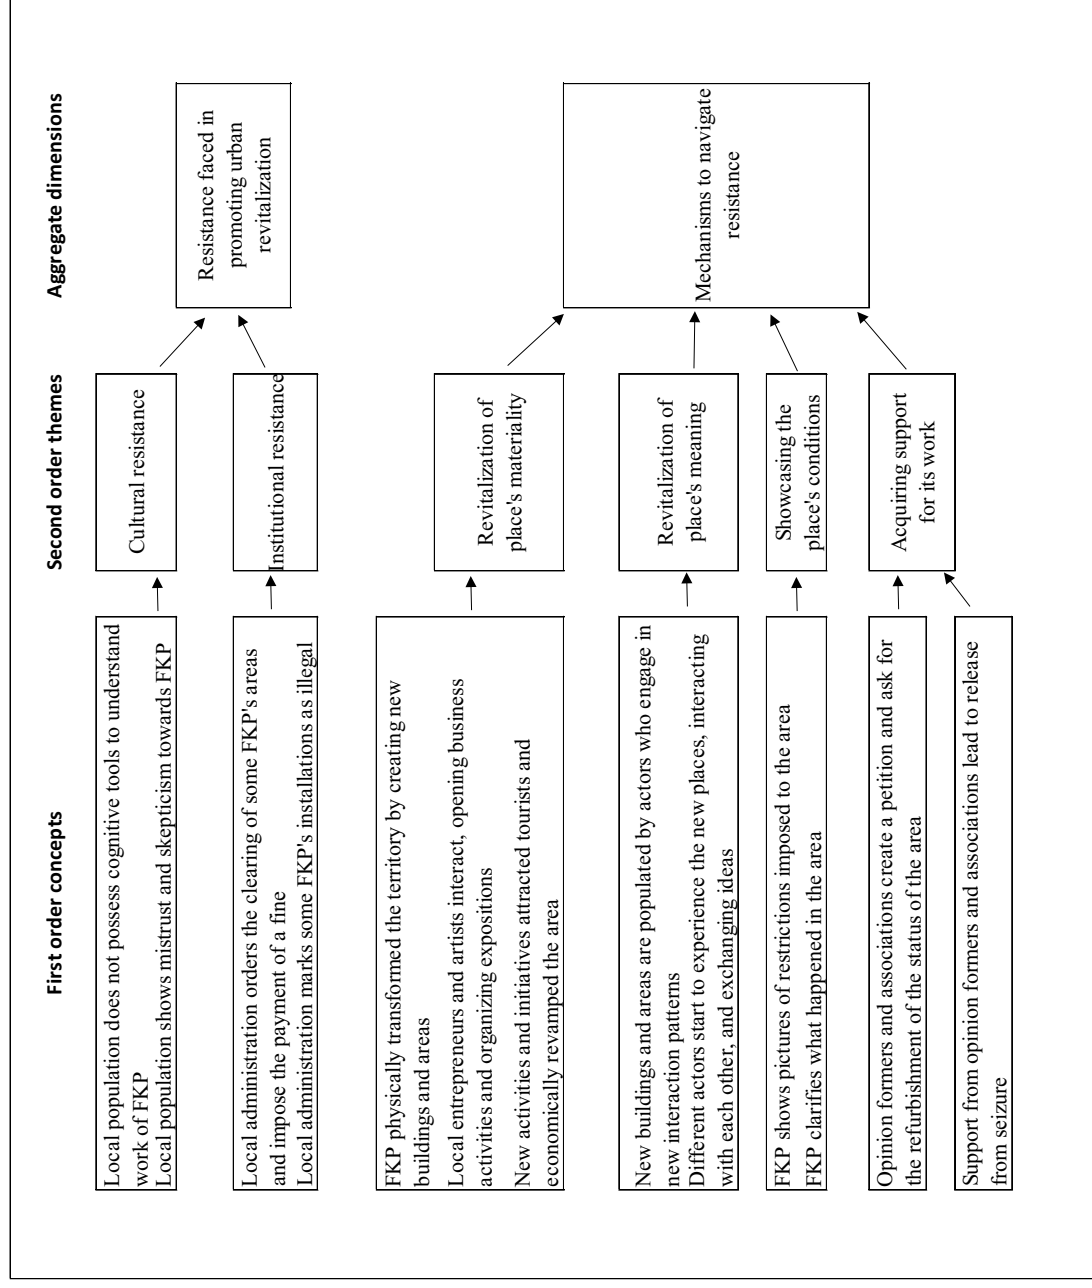 First order concepts
Second order themes
Aggregate dimensions
Local population does not possess cognitive tools to understand
work of FKP
Local population shows mistrust and skepticism towards FKP
Cultural resistance
Resistance faced in
promoting urban
revitalization
Local administration orders the clearing of some FKP's areas
and impose the payment of a fine
Local administration marks some FKP's installations as illegal
Institutional resistance
FKP physically transformed the territory by creating new
buildings and areas
Local entrepreneurs and artists interact, opening business
activities and organizing expositions
New activities and initiatives attracted tourists and
economically revamped the area
Revitalization of
place's materiality
Mechanisms to navigate
resistance
New buildings and areas are populated by actors who engage in
new interaction patterns
Different actors start to experience the new places, interacting
with each other, and exchanging ideas
Revitalization of
place's meaning
FKP shows pictures of restrictions imposed to the area
FKP clarifies what happened in the area
Showcasing the
place's conditions
Opinion formers and associations create a petition and ask for
the refurbishment of the status of the area
Acquiring support
for its work
Support from opinion formers and associations lead to release
from seizure